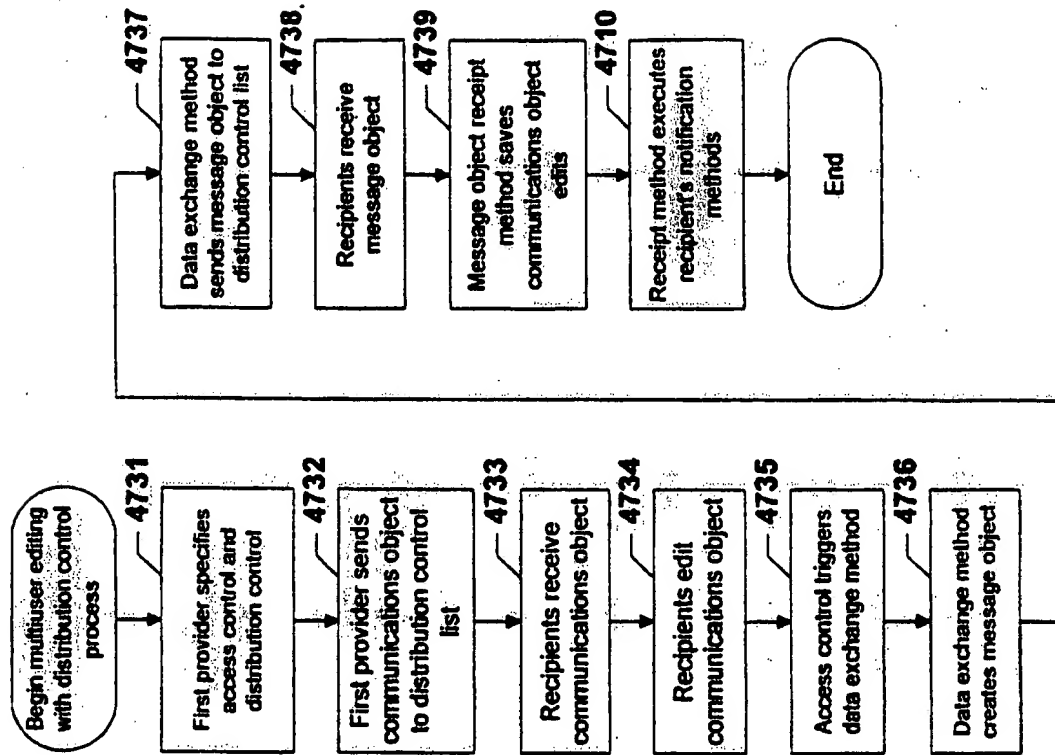 Begin multiuser editing
with distribution control
process
4731
First provider specifies
access control and
distribution control
4732
First provider sends
communications object
to distribution control
list
4733
Recipients receive
communications object
4734
Recipients edit
communications object
4735
Access control triggers
data exchange method
4736
Data exchange method
creates message object
4737
Data exchange method
sends message object to
distribution control list
4738.
Recipients receive
message object
4739
Message object receipt
method saves
communications object
edits
4710
Receipt method executes
recipient's notification
methods
End